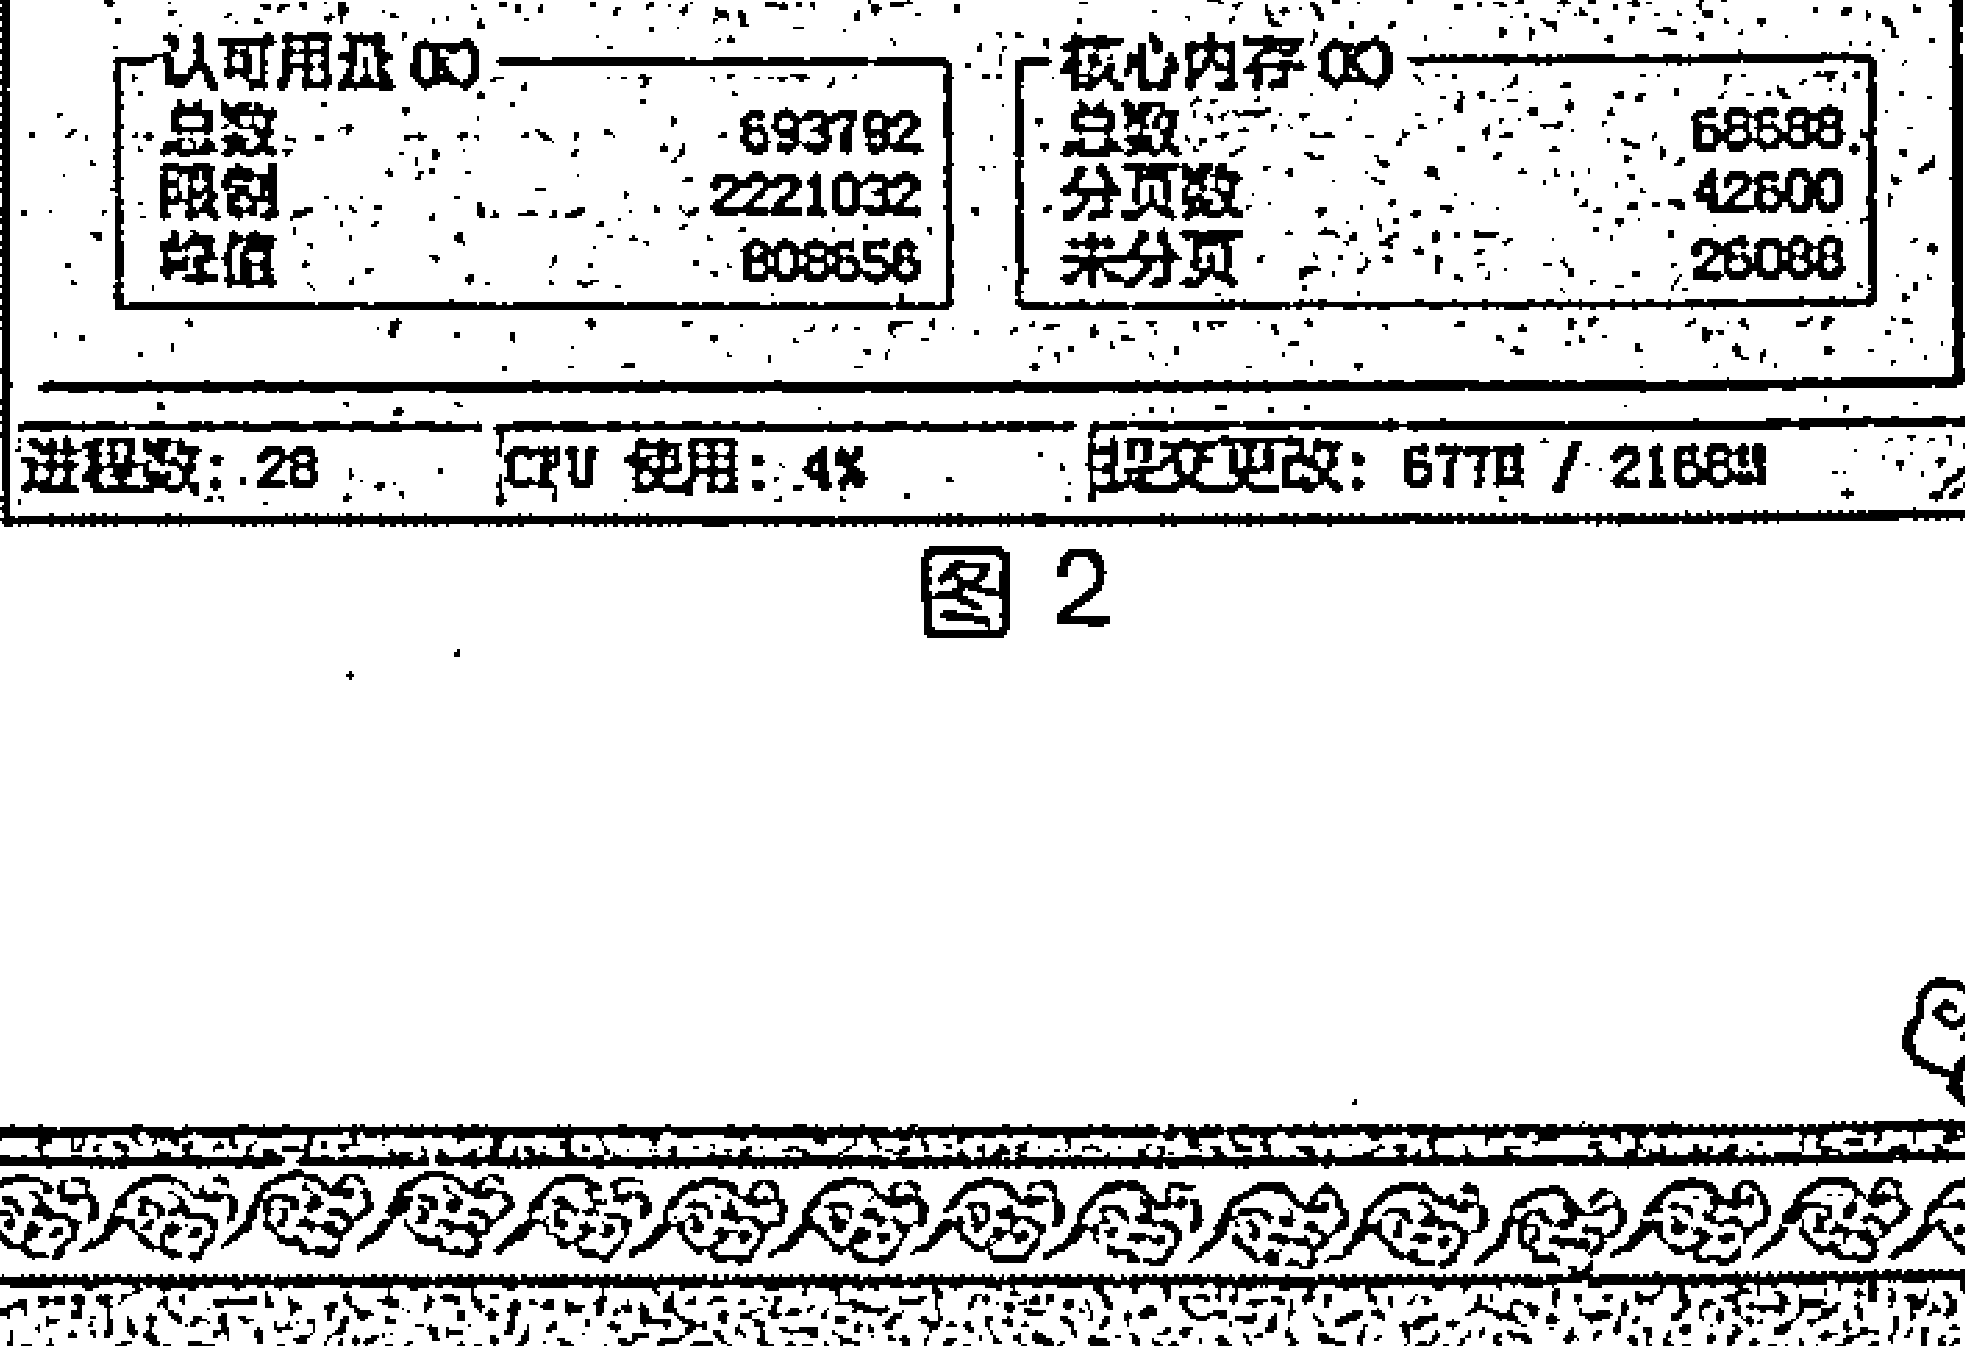 认可用量 (K)
总数 693792
限制 2221032
峰值 808656
核心内存 (K)
总数 68688
分页数 42600
未分页 26088
进程数: 28 CPU 使用: 4% 提交更改: 677M / 2168M
图 2